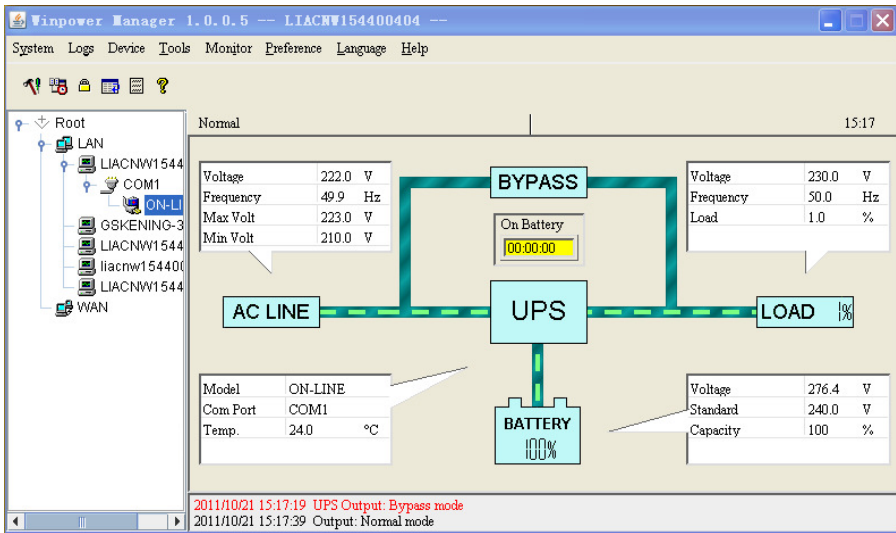 Winpower Manager 1.0.0.5 -- LIACNW154400404 --
System Logs Device Tools Monitor Preference Language Help
Root
LAN
LIACNW1544
COM1
ON-LI
GSKENING-3
LIACNW1544
liacnw154400
LIACNW1544
WAN
Normal 15:17
Voltage 222.0 V
Frequency 49.9 Hz
Max Volt 223.0 V
Min Volt 210.0 V
BYPASS
On Battery
00:00:00
Voltage 230.0 V
Frequency 50.0 Hz
Load 1.0 %
AC LINE
UPS
LOAD 1%
Model ON-LINE
Com Port COM1
Temp. 24.0 °C
BATTERY
100%
Voltage 276.4 V
Standard 240.0 V
Capacity 100 %
2011/10/21 15:17:19 UPS Output: Bypass mode
2011/10/21 15:17:39 Output: Normal mode